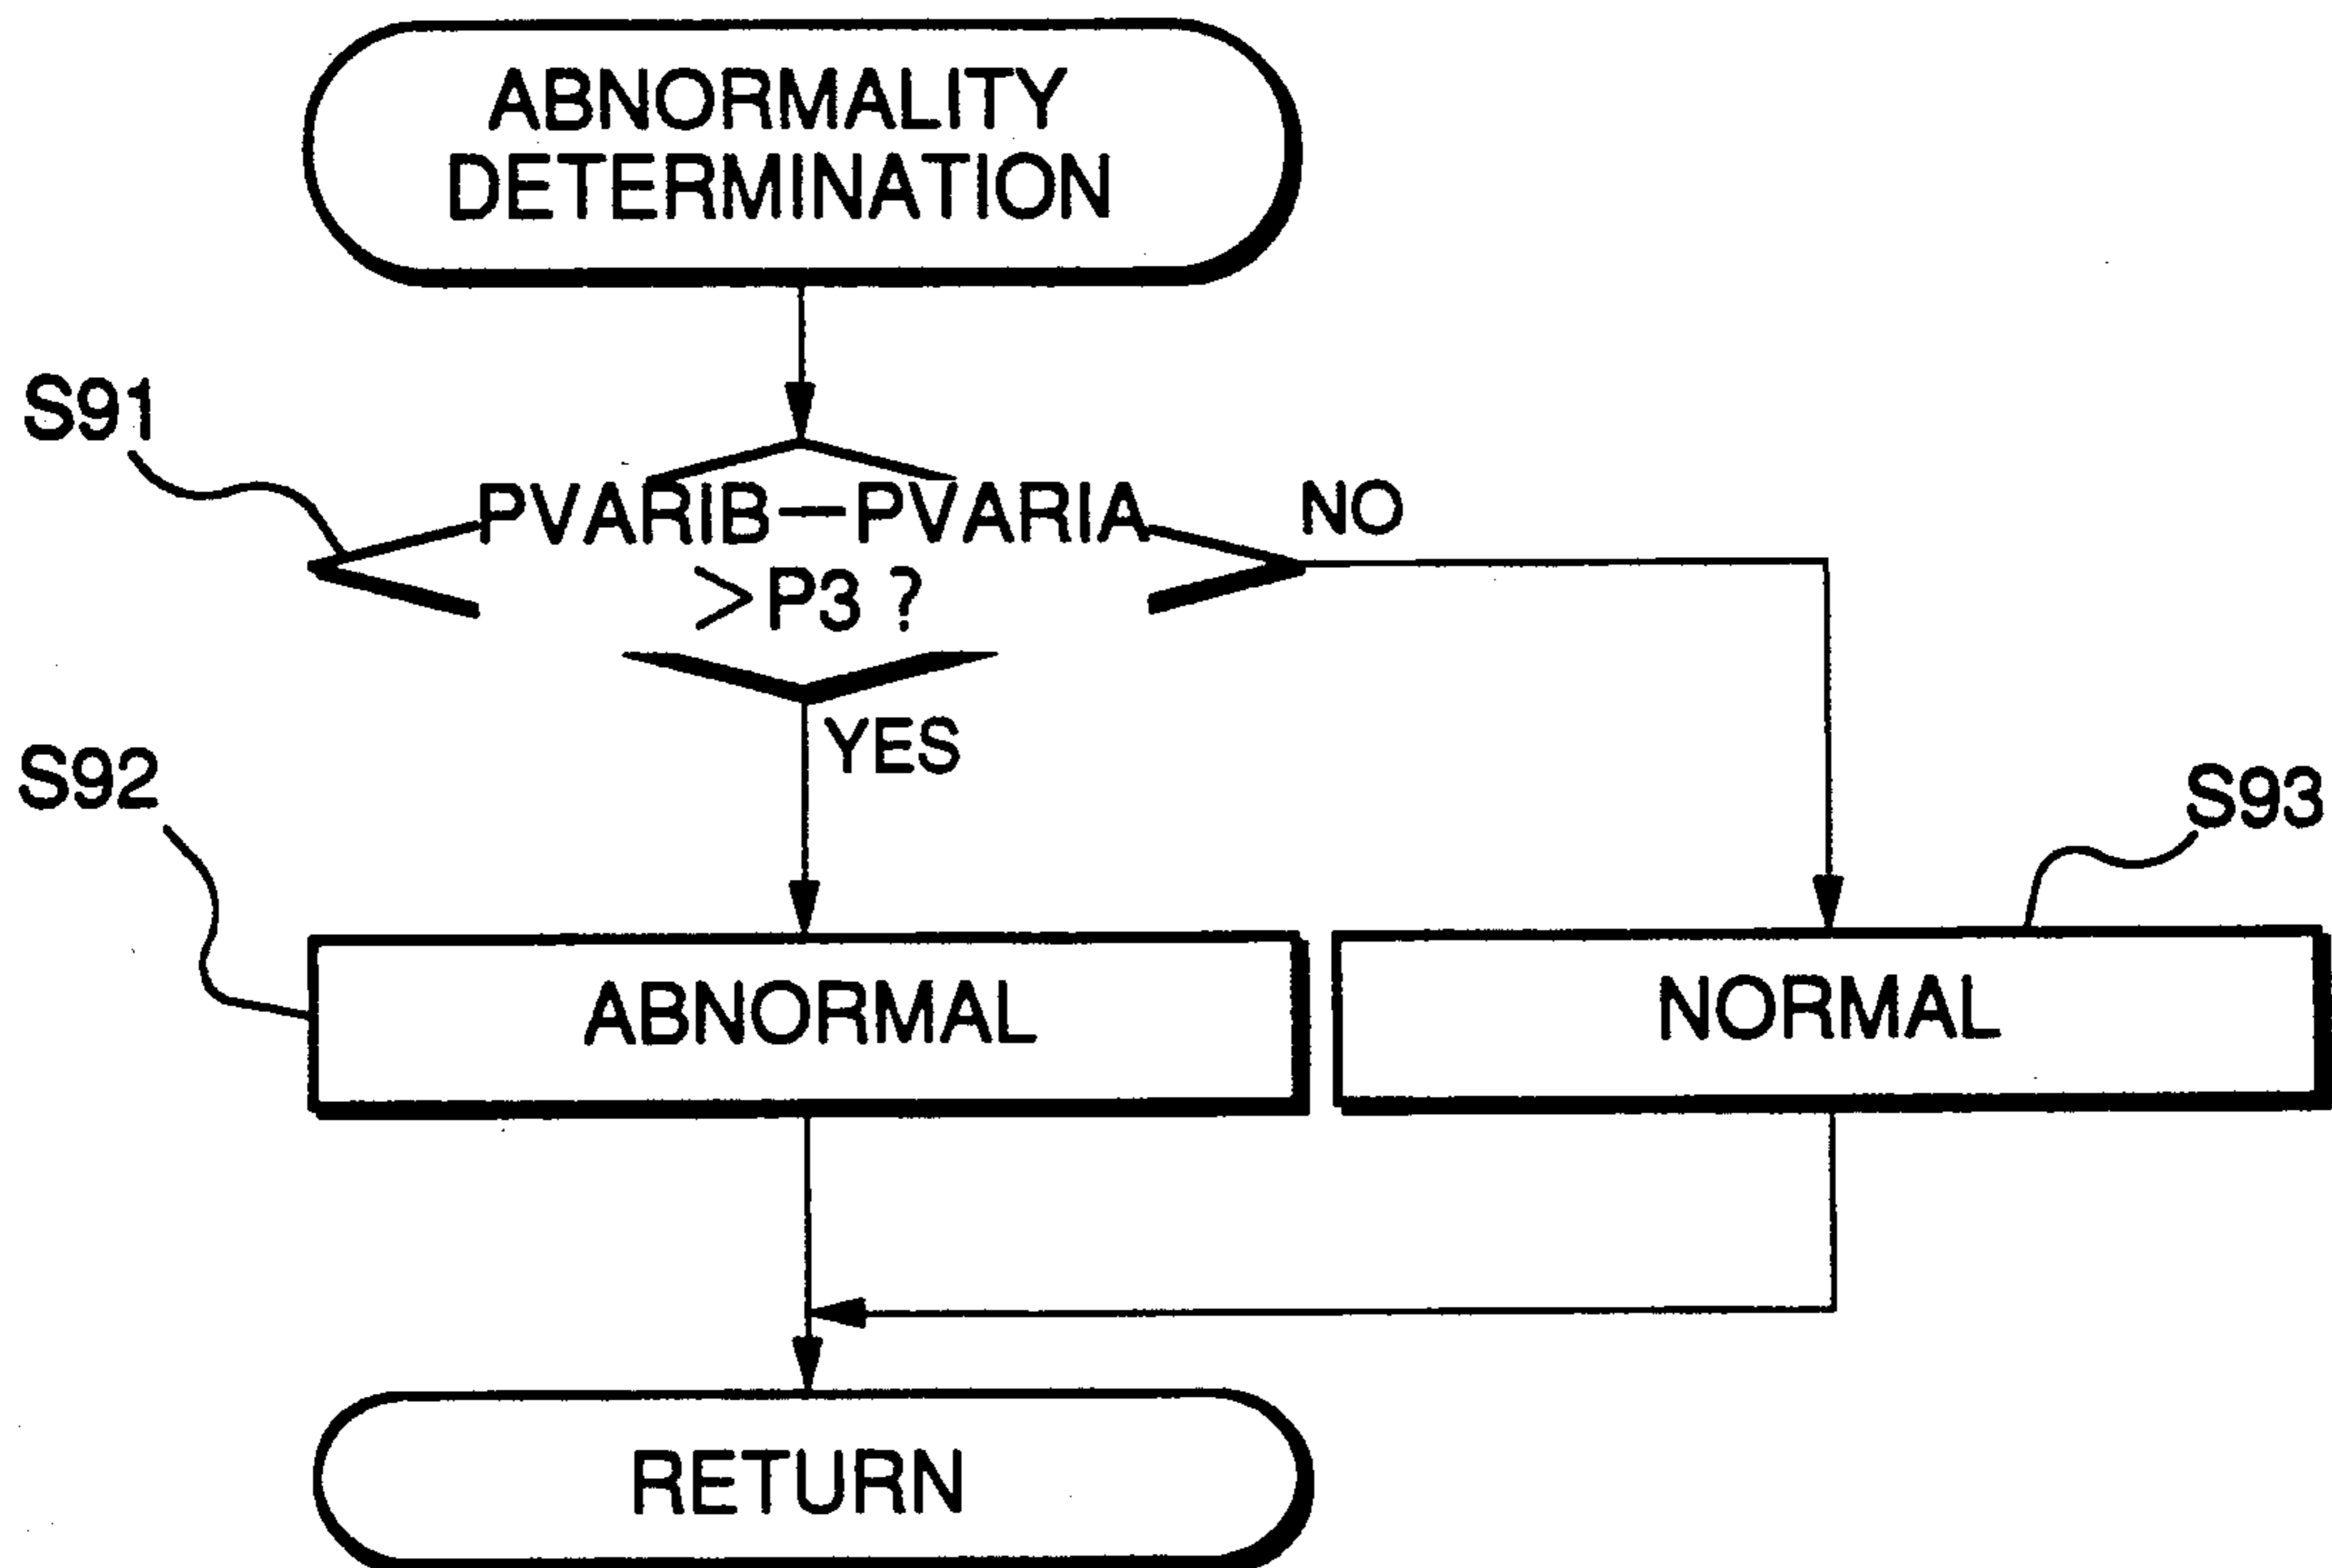 ABNORMALITY
DETERMINATION
S91
PVARIB—PVARIA
>P3 ?
NO
YES
S92
S93
ABNORMAL
NORMAL
RETURN